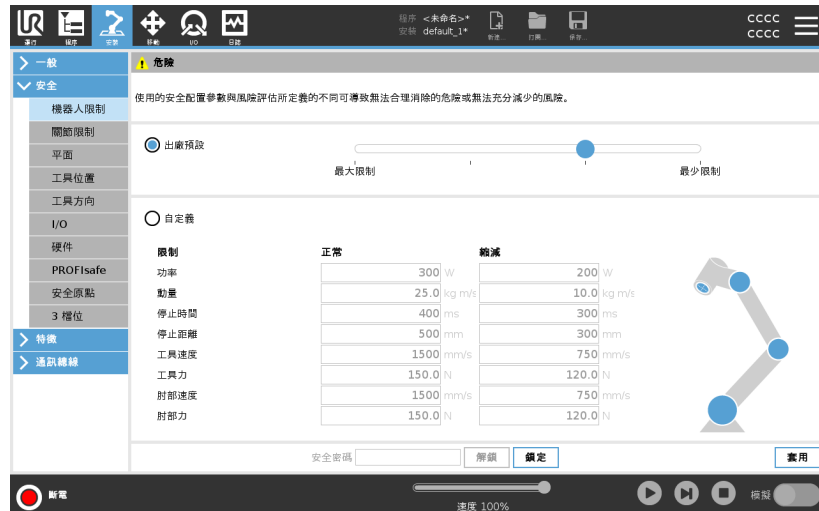 UR
運行 程序 安裝 移動 I/O 日誌
程序 <未命名>*
安裝 default_1*
新建... 打開... 保存...
cccc
cccc
一般
安全
機器人限制
關節限制
平面
工具位置
工具方向
I/O
硬件
PROFIsafe
安全原點
3 檔位
特徵
通訊總線
危險
使用的安全配置參數與風險評估所定義的不同可導致無法合理消除的危險或無法充分減少的風險。
出廠預設
最大限制 最少限制
自定義
限制 正常 縮減
功率 300 W 200 W
動量 25.0 kg m/s 10.0 kg m/s
停止時間 400 ms 300 ms
停止距離 500 mm 300 mm
工具速度 1500 mm/s 750 mm/s
工具力 150.0 N 120.0 N
肘部速度 1500 mm/s 750 mm/s
肘部力 150.0 N 120.0 N
安全密碼 解鎖 鎖定 套用
斷電
速度 100%
模擬